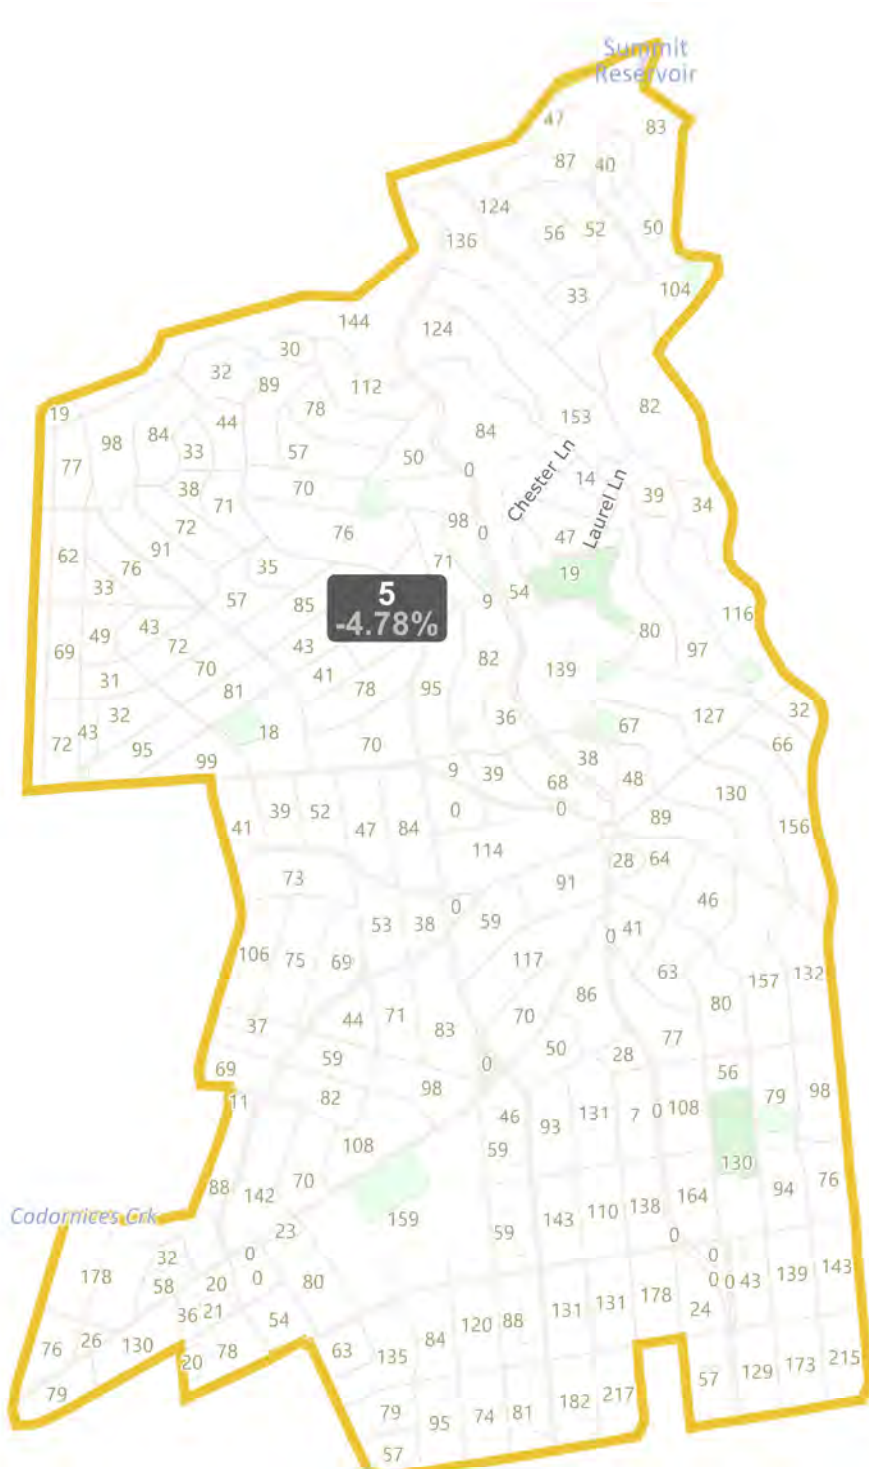 Summit
Reservoir
47
83
87 40
124
56 52 50
136
33 104
144 124
30
32 89 112
78
19 44 153 82
98 84 84
33 57 50
77 0
38 70 14
71 39 34
72 98 0
76
Chester Ln
Laurel Ln
62 91 47
76 35 71
33 19
57 85 9 54
5
-4.78%
116
49 43 80
69 72 43 97
70 82 139
31 41
81 78 95
32 36 127 32
43 18 67
72 95 70 66
99 38
9 39 68 48
130
39 52 0 0
41 47 84 89 156
114
28 64
73 91
46
0
53 38 59 41
0
106 75 69 117
63 157 132
86 80
37 44 71 83 70
77
59 50 28
69 0
56
82 98 79 98
11 46 131 7 0 108
93
108 59
130
88 142 70 94 76
164
Codornices Crk
159 143 110 138
23 59
0 0
32 0
178 58 20 0 80 0 0 43 139 143
131 131 178
36 21 54 120 88 24
76 26 130 84
20 78 63 135
57 129 173 215
79
182 217
79 95 74 81
57